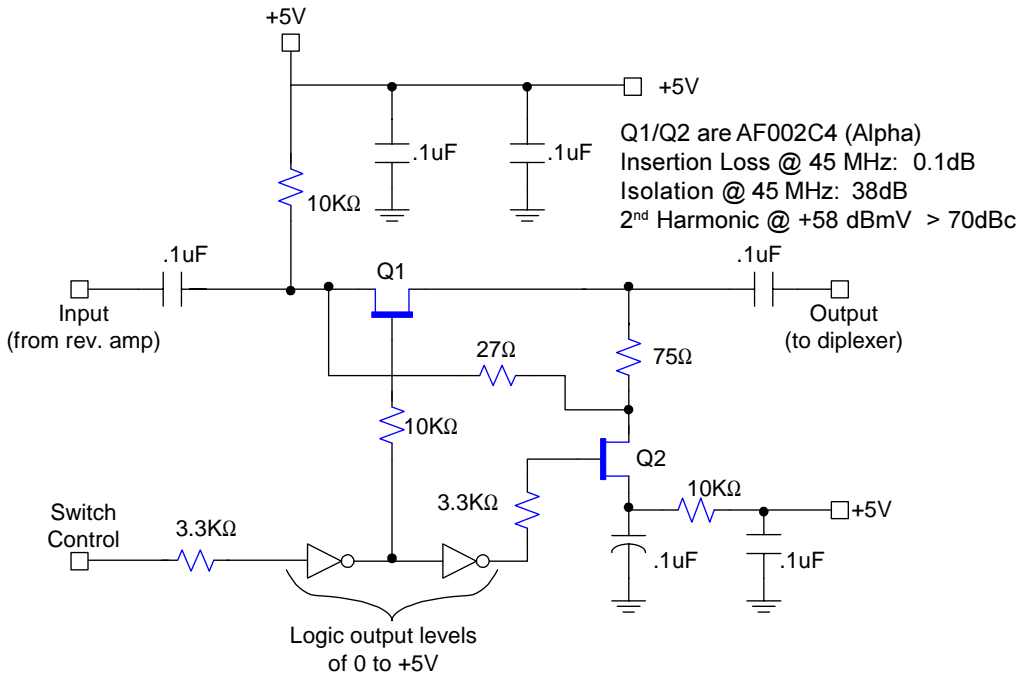 +5V
+5V
Q1/Q2 are AF002C4 (Alpha)
Insertion Loss @ 45 MHz: 0.1dB
Isolation @ 45 MHz: 38dB
2nd Harmonic @ +58 dBmV > 70dBc
.1uF
.1uF
10KΩ
.1uF
Q1
.1uF
Input
(from rev. amp)
Output
(to diplexer)
27Ω
75Ω
10KΩ
Q2
Switch
Control
3.3KΩ
3.3KΩ
10KΩ
+5V
.1uF
.1uF
Logic output levels
of 0 to +5V